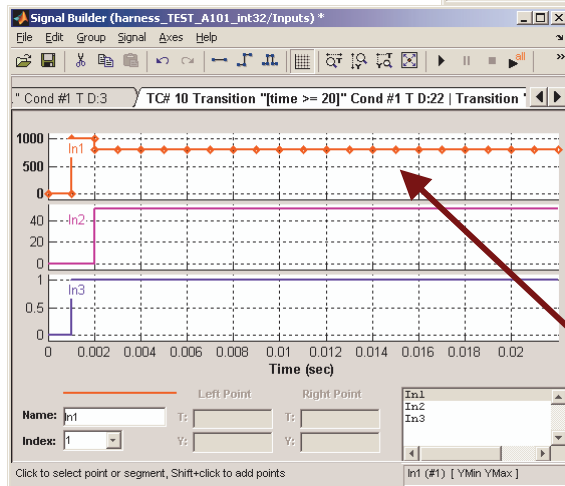 Signal Builder (harness_TEST_A101_int32/Inputs) *
File Edit Group Signal Axes Help
all
." Cond #1 T D:3 TC# 10 Transition "[time >= 20]" Cond #1 T D:22 | Transition "
1000
In1
500
0
In2
40
20
0
1
In3
0.5
0
0 0.002 0.004 0.006 0.008 0.01 0.012 0.014 0.016 0.018 0.02
Time (sec)
Left Point Right Point
Name: In1 T: T:
Index: 1 Y: Y:
In1
In2
In3
Click to select point or segment, Shift+click to add points In1 (#1) [ YMin YMax ]